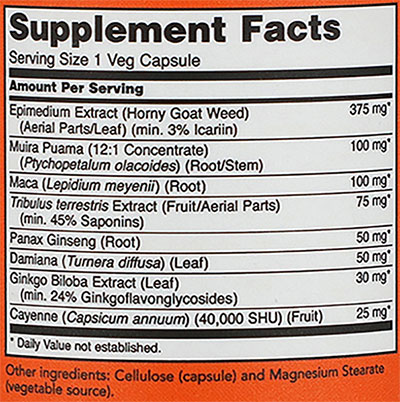 Supplement Facts
Serving Size 1 Veg Capsule
Amount Per Serving
Epimedium Extract (Horny Goat Weed) 375 mg*
(Aerial Parts/Leaf) (min. 3% Icariin)
Muira Puama (12:1 Concentrate) 100 mg*
(Ptychopetalum olacoides) (Root/Stem)
Maca (Lepidium meyenii) (Root) 100 mg*
Tribulus terrestris Extract (Fruit/Aerial Parts) 75 mg*
(min. 45% Saponins)
Panax Ginseng (Root) 50 mg*
Damiana (Turnera diffusa) (Leaf) 50 mg*
Ginkgo Biloba Extract (Leaf) 30 mg*
(min. 24% Ginkgoflavonglycosides)
Cayenne (Capsicum annuum) (40,000 SHU) (Fruit) 25 mg*
* Daily Value not established.
Other ingredients: Cellulose (capsule) and Magnesium Stearate
(vegetable source).